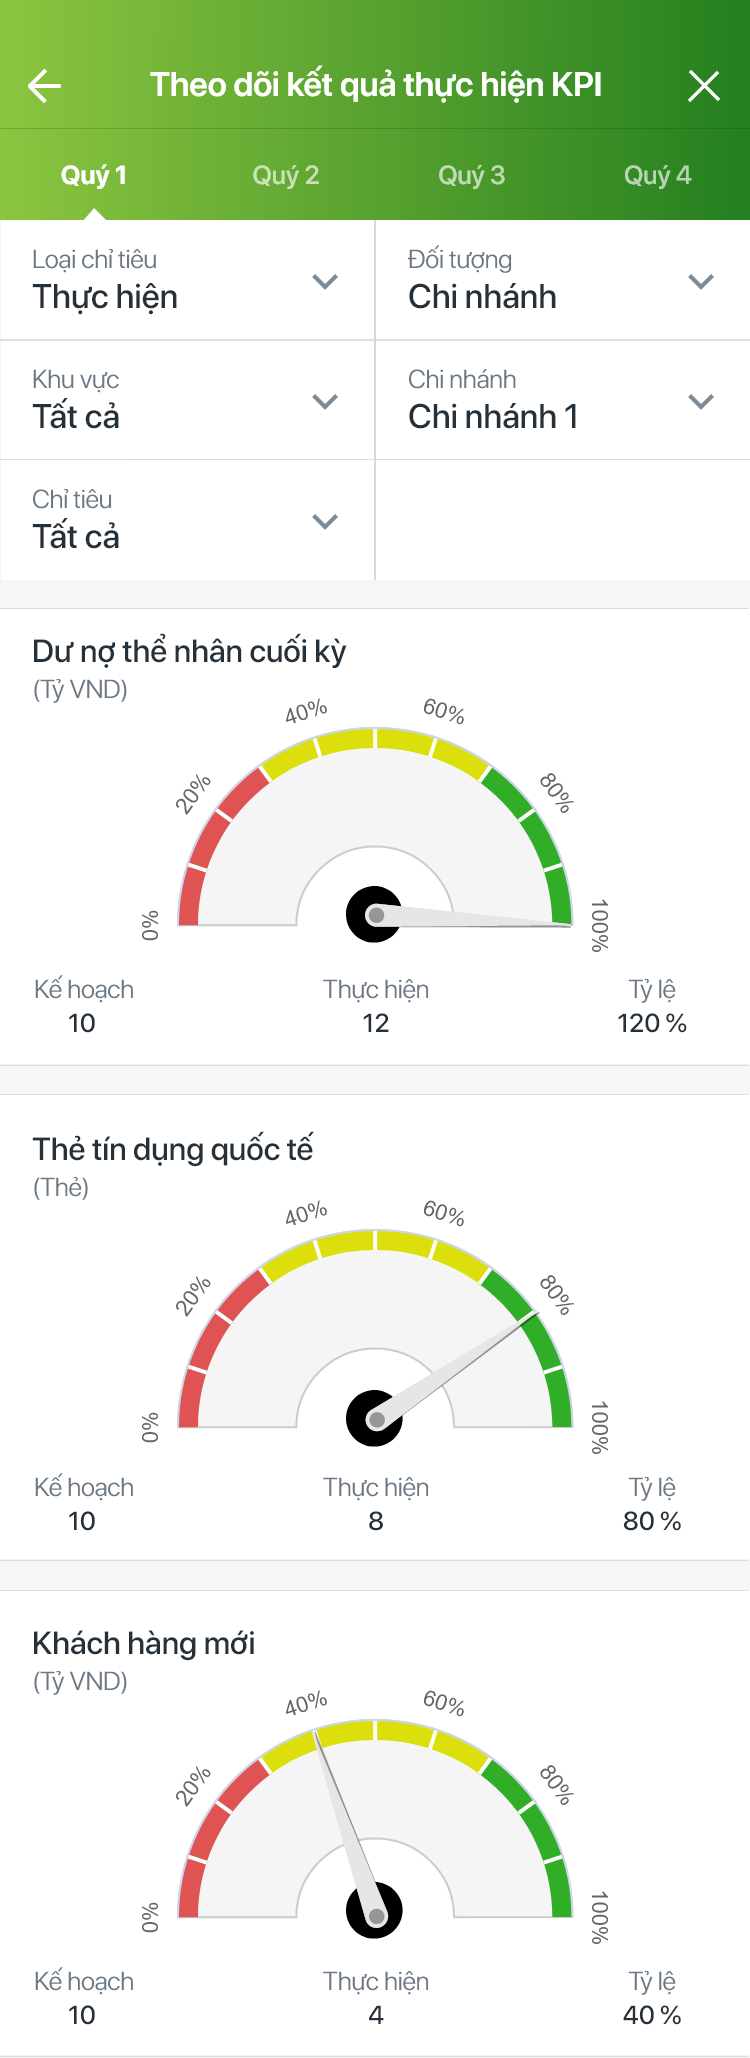 Theo dõi kết quả thực hiện KPI
Quý 1 Quý 2 Quý 3 Quý 4
Loại chỉ tiêu
Thực hiện
Đối tượng
Chi nhánh
Khu vực
Tất cả
Chi nhánh
Chi nhánh 1
Chỉ tiêu
Tất cả
Dư nợ thể nhân cuối kỳ
(Tỷ VND)
0%
20%
40%
60%
80%
100%
Kế hoạch Thực hiện Tỷ lệ
10 12 120 %
Thẻ tín dụng quốc tế
(Thẻ)
0%
20%
40%
60%
80%
100%
Kế hoạch Thực hiện Tỷ lệ
10 8 80 %
Khách hàng mới
(Tỷ VND)
0%
20%
40%
60%
80%
100%
Kế hoạch Thực hiện Tỷ lệ
10 4 40 %